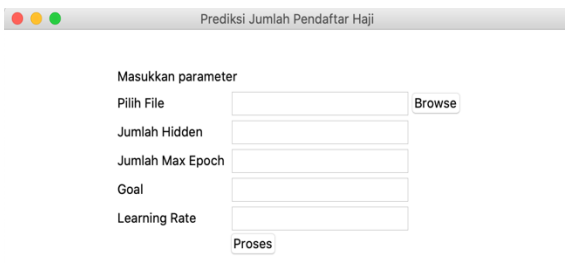 Prediksi Jumlah Pendaftar Haji
Masukkan parameter
Pilih File Browse
Jumlah Hidden
Jumlah Max Epoch
Goal
Learning Rate
Proses